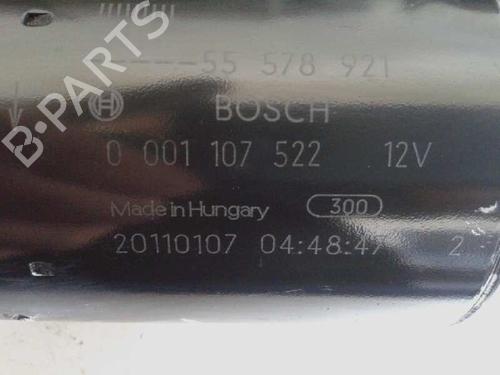 ----55 578 921
BOSCH
0 001 107 522 12V
Made in Hungary 300
20110107 04:48:47 2
B-PARTS